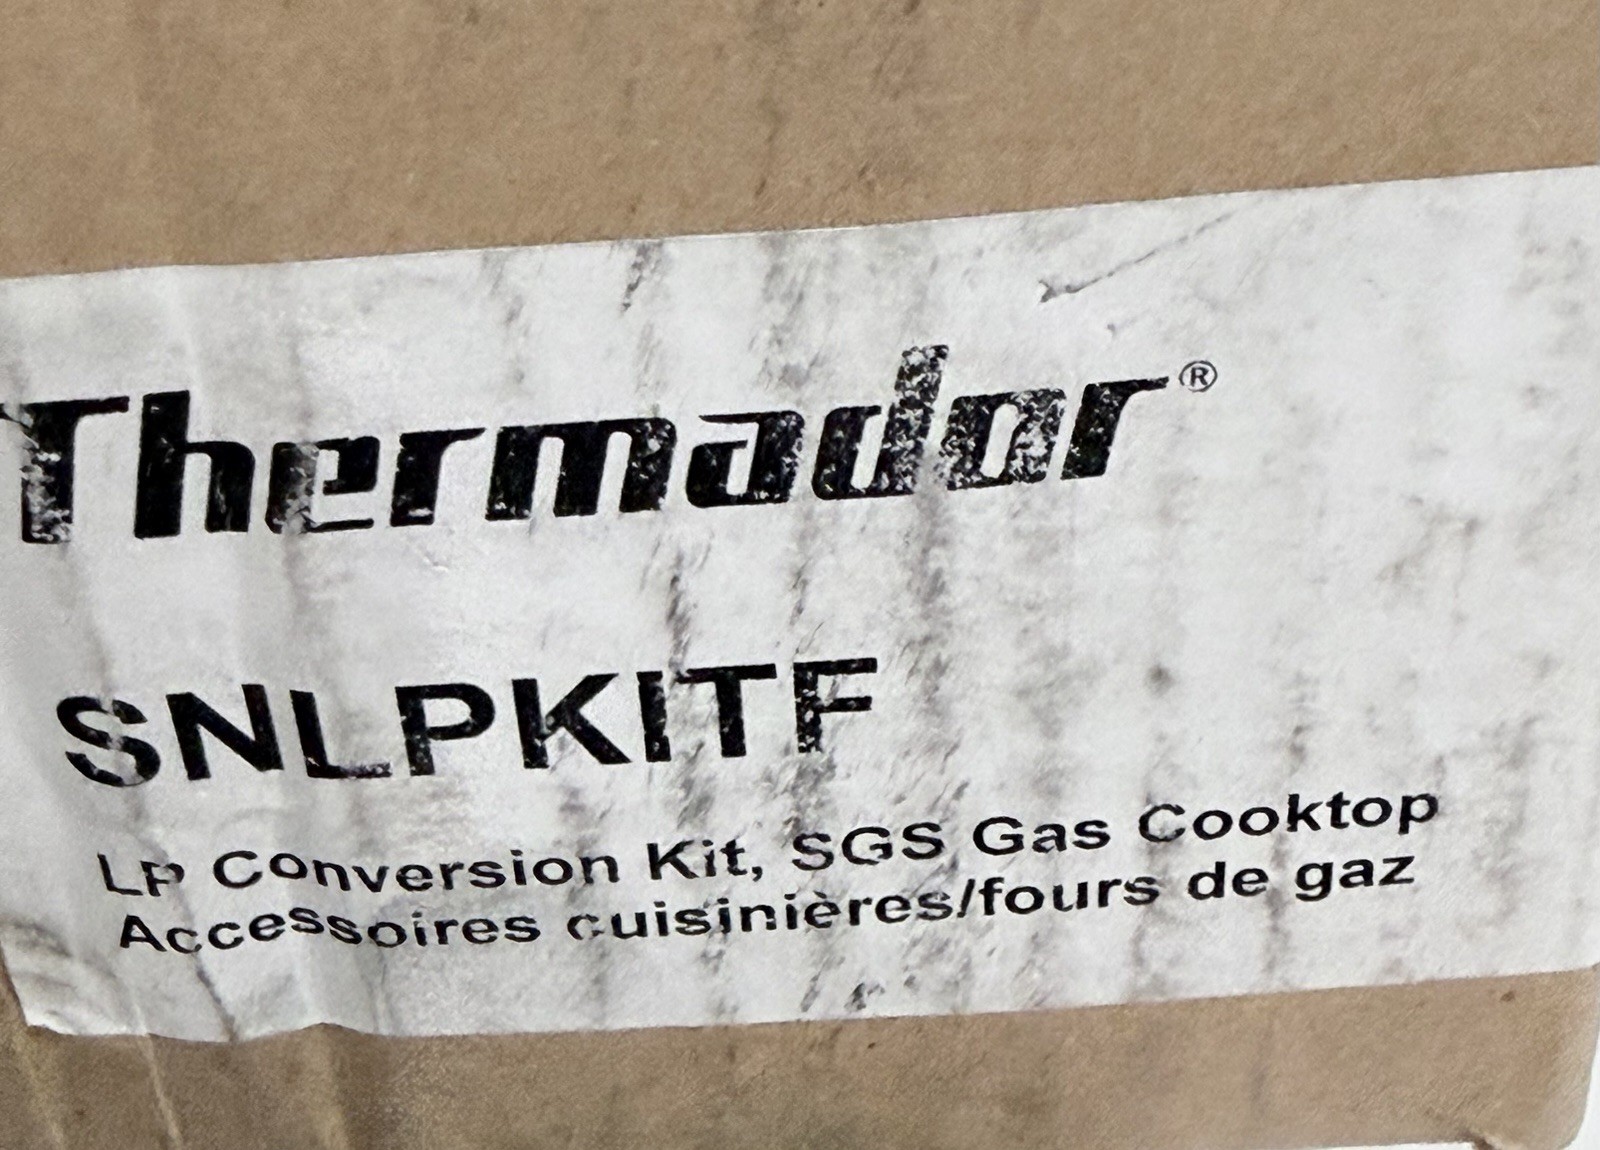 Thermador®
SNLPKITF
LP Conversion Kit, SGS Gas Cooktop
Accessoires cuisinières/fours de gaz